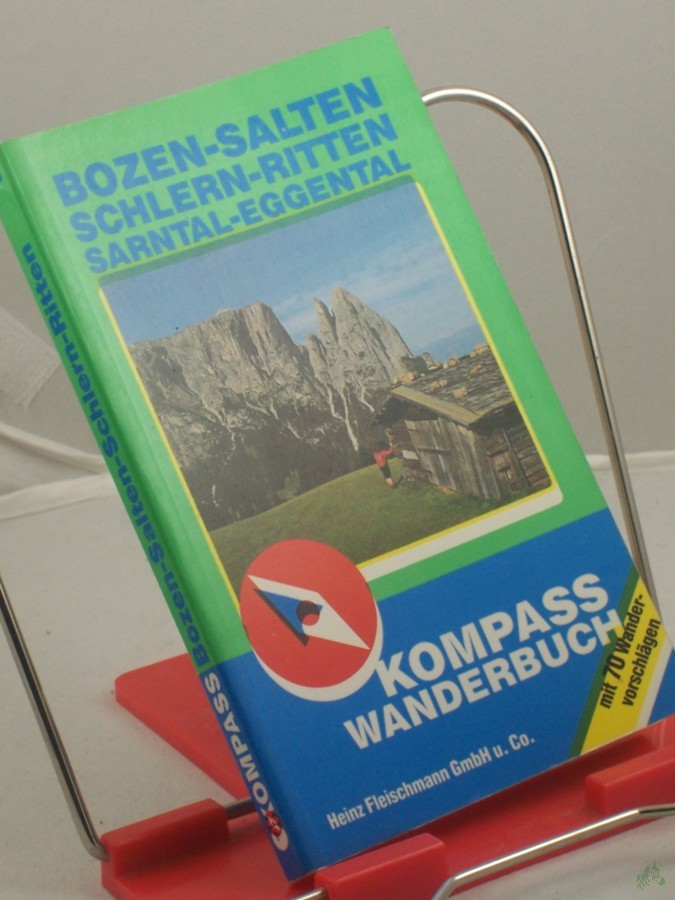 BOZEN-SALTEN
SCHLERN-RITTEN
SARNTAL-EGGENTAL
KOMPASS
WANDERBUCH
mit 70 Wander-
vorschlägen
Heinz Fleischmann GmbH u. Co.
KOMPASS Bozen-Salten-Schlern-Ritten